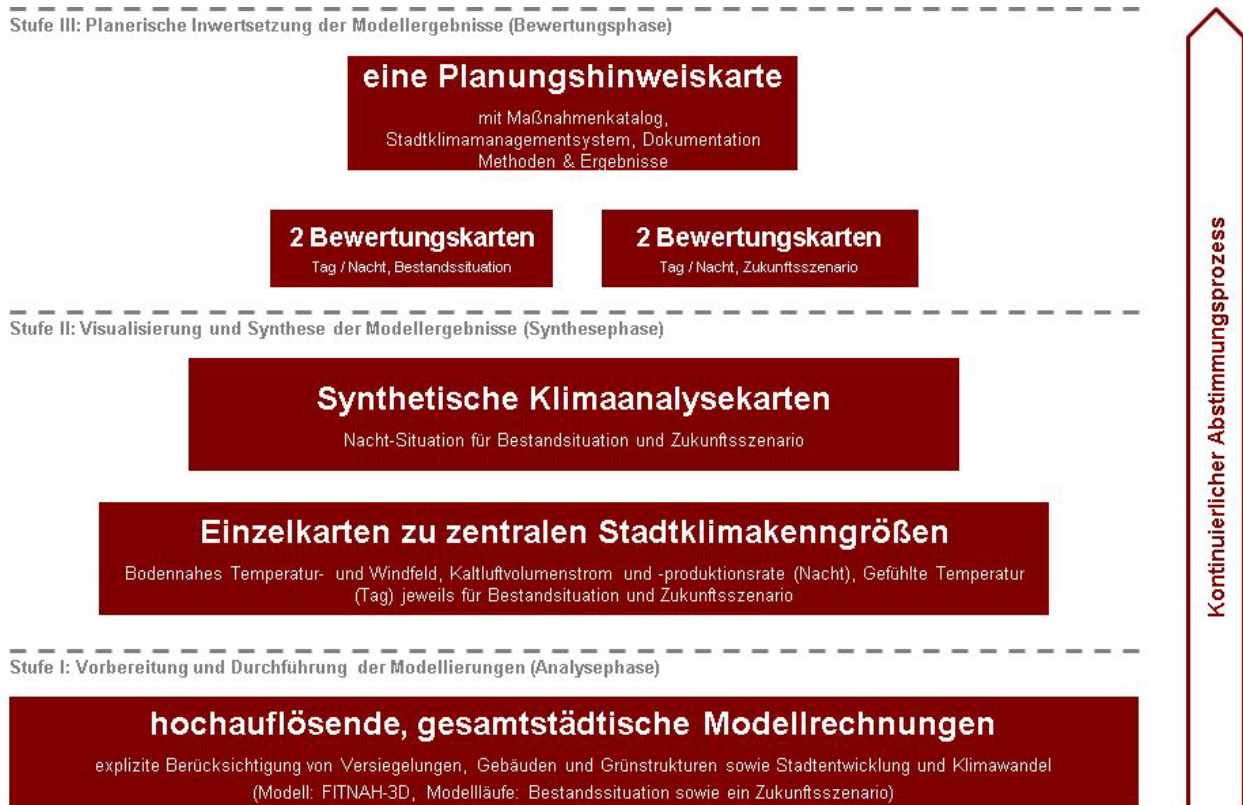 Stufe III: Planerische Inwertsetzung der Modellergebnisse (Bewertungsphase)
eine Planungshinweiskarte
mit Maßnahmenkatalog,
Stadtklimamanagementsystem, Dokumentation
Methoden & Ergebnisse
2 Bewertungskarten
Tag / Nacht, Bestandssituation
2 Bewertungskarten
Tag / Nacht, Zukunftsszenario
Stufe II: Visualisierung und Synthese der Modellergebnisse (Synthesephase)
Synthetische Klimaanalysekarten
Nacht-Situation für Bestandsituation und Zukunftsszenario
Einzelkarten zu zentralen Stadtklimakenngrößen
Bodennahes Temperatur- und Windfeld, Kaltluftvolumenstrom und -produktionsrate (Nacht), Gefühlte Temperatur
(Tag) jeweils für Bestandsituation und Zukunftsszenario
Stufe I: Vorbereitung und Durchführung der Modellierungen (Analysephase)
hochauflösende, gesamtstädtische Modellrechnungen
explizite Berücksichtigung von Versiegelungen, Gebäuden und Grünstrukturen sowie Stadtentwicklung und Klimawandel
(Modell: FITNAH-3D, Modellläufe: Bestandssituation sowie ein Zukunftsszenario)
Kontinuierlicher Abstimmungsprozess